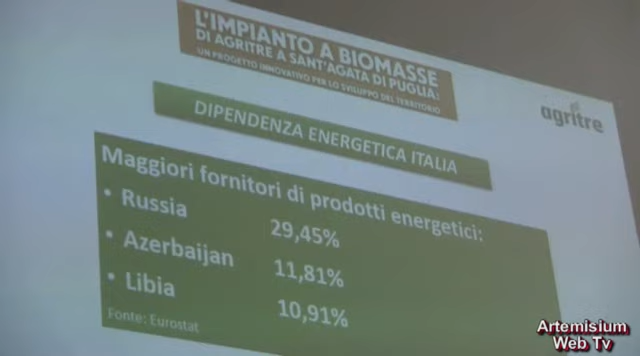 L'IMPIANTO A BIOMASSE
DI AGRITRE A SANT'AGATA DI PUGLIA:
UN PROGETTO INNOVATIVO PER LO SVILUPPO DEL TERRITORIO
agritre
DIPENDENZA ENERGETICA ITALIA
Maggiori fornitori di prodotti energetici:
• Russia 29,45%
• Azerbaijan 11,81%
• Libia 10,91%
Fonte: Eurostat
Artemisium
Web Tv